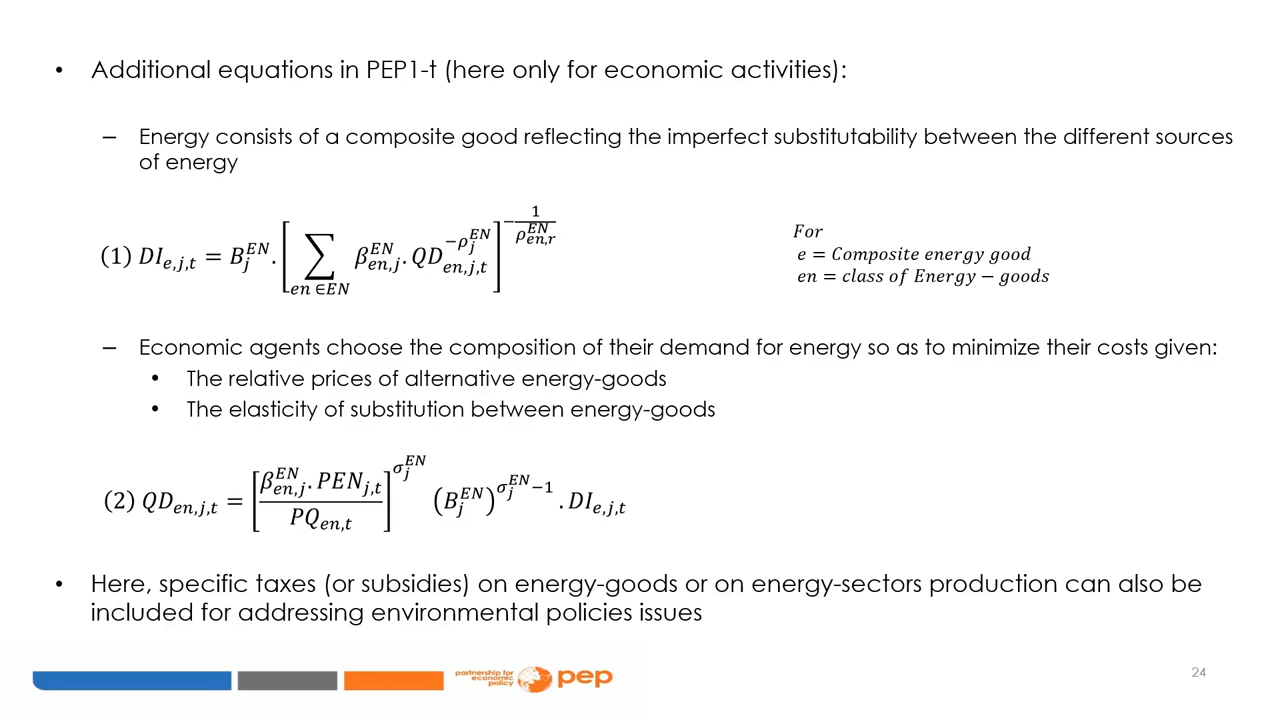 • Additional equations in PEP1-t (here only for economic activities):
– Energy consists of a composite good reflecting the imperfect substitutability between the different sources
of energy
(1) DI_{e,j,t} = B_j^{EN} . [ ∑_{en ∈EN} β_{en,j}^{EN} . QD_{en,j,t}^{−ρ_j^{EN}} ]^{−1/ρ_{en,r}^{EN}}
For
e = Composite energy good
en = class of Energy − goods
– Economic agents choose the composition of their demand for energy so as to minimize their costs given:
• The relative prices of alternative energy-goods
• The elasticity of substitution between energy-goods
(2) QD_{en,j,t} = [ β_{en,j}^{EN} . PEN_{j,t} / PQ_{en,t} ]^{σ_j^{EN}} (B_j^{EN})^{σ_j^{EN}−1} . DI_{e,j,t}
• Here, specific taxes (or subsidies) on energy-goods or on energy-sectors production can also be
included for addressing environmental policies issues
partnership for
economic
policy
pep
24